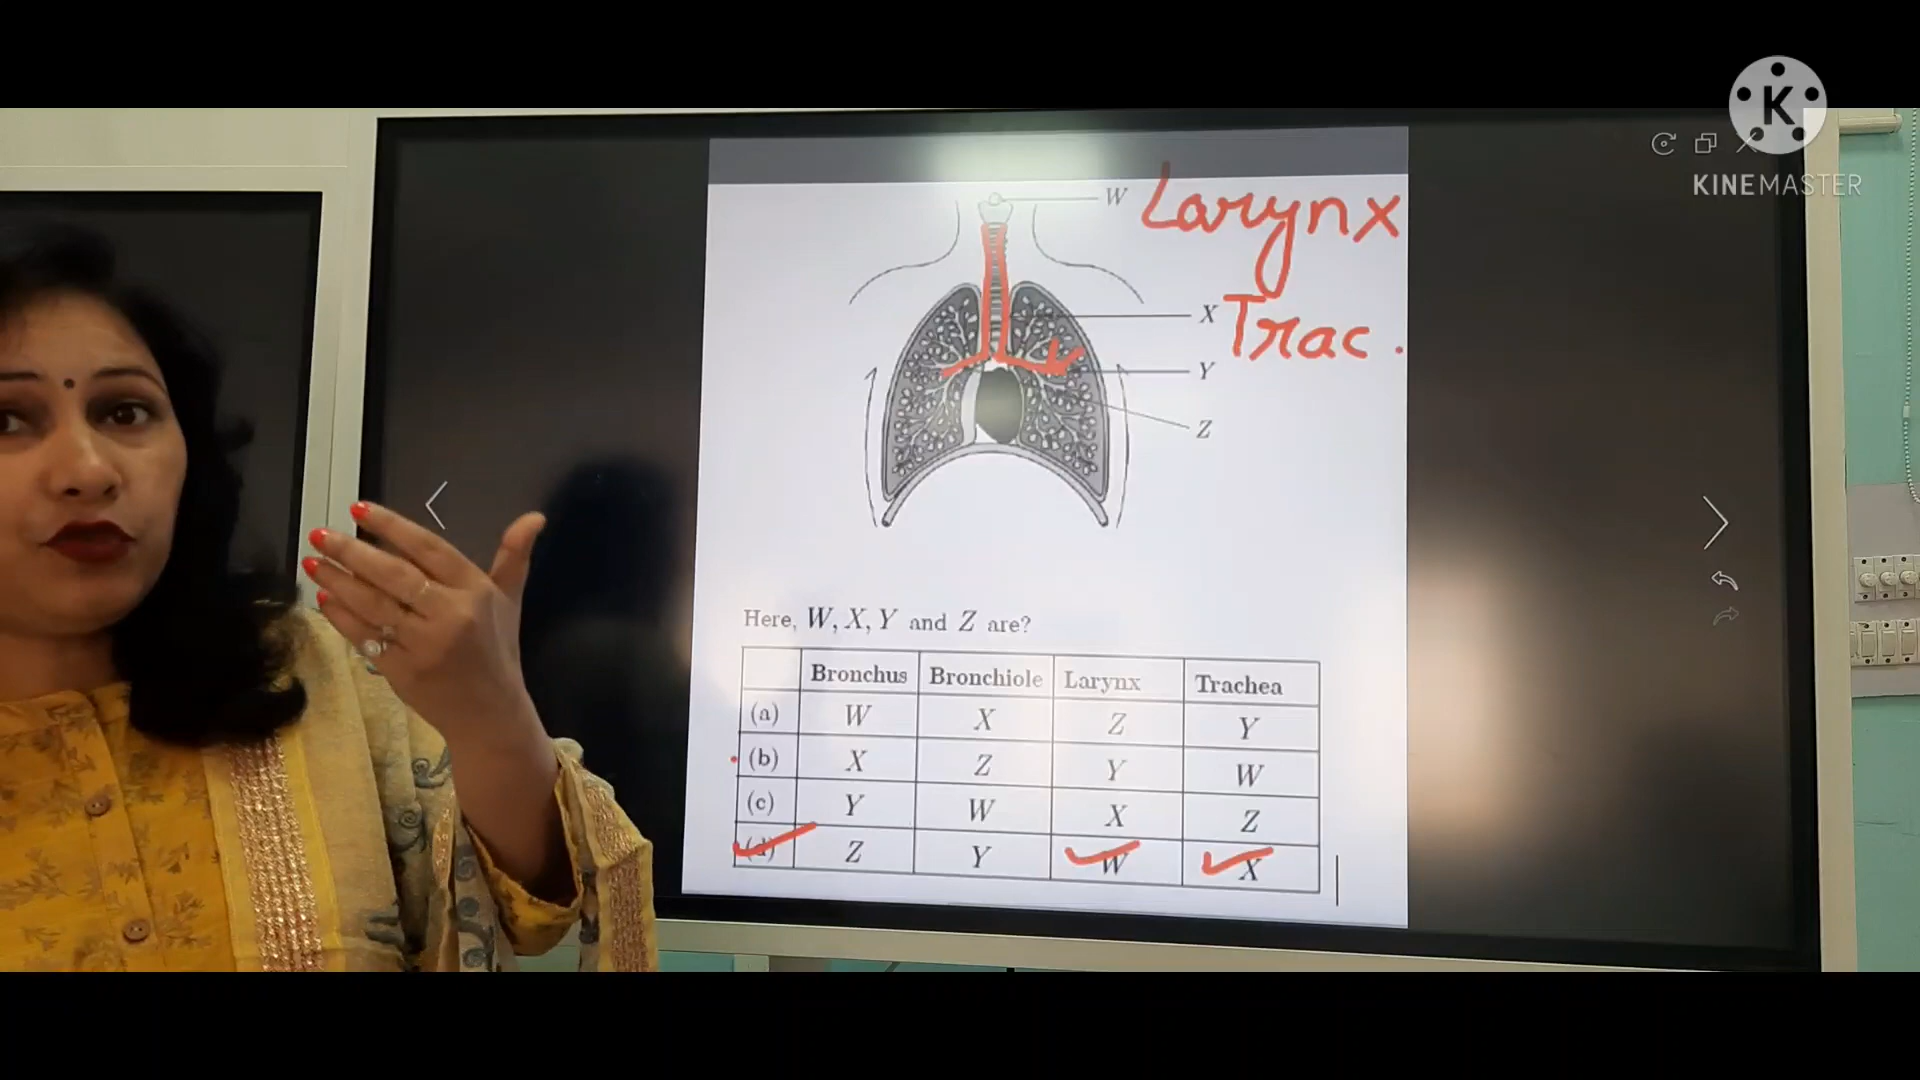 K
KINEMASTER
W Larynx
X Trac.
Y
Z
Here, W, X, Y and Z are?
Bronchus Bronchiole Larynx Trachea
(a) W X Z Y
(b) X Z Y W
(c) Y W X Z
(d) Z Y W X